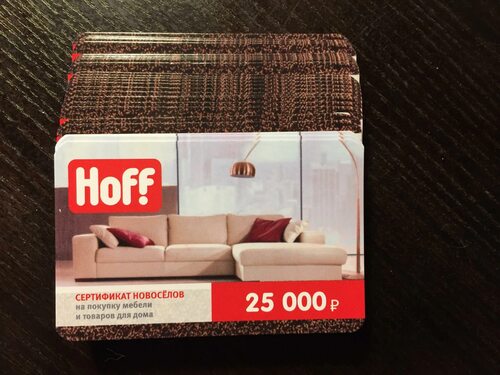 Hoff
СЕРТИФИКАТ НОВОСЁЛОВ
на покупку мебели
и товаров для дома
25 000 ₽